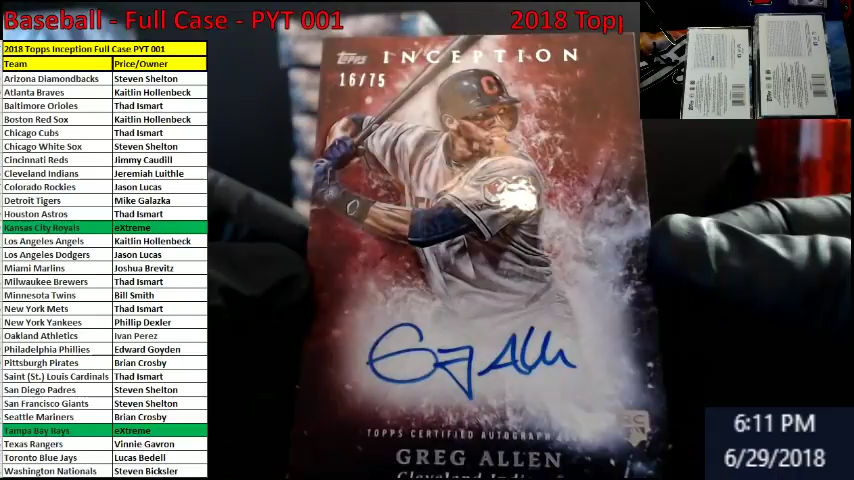 Baseball - Full Case - PYT 001
2018 Topp
2018 Topps Inception Full Case PYT 001
Team Price/Owner
Arizona Diamondbacks Steven Shelton
Atlanta Braves Kaitlin Hollenbeck
Baltimore Orioles Thad Ismart
Boston Red Sox Kaitlin Hollenbeck
Chicago Cubs Thad Ismart
Chicago White Sox Steven Shelton
Cincinnati Reds Jimmy Caudill
Cleveland Indians Jeremiah Luithle
Colorado Rockies Jason Lucas
Detroit Tigers Mike Galazka
Houston Astros Thad Ismart
Kansas City Royals eXtreme
Los Angeles Angels Kaitlin Hollenbeck
Los Angeles Dodgers Jason Lucas
Miami Marlins Joshua Brevitz
Milwaukee Brewers Thad Ismart
Minnesota Twins Bill Smith
New York Mets Thad Ismart
New York Yankees Phillip Dexler
Oakland Athletics Ivan Perez
Philadelphia Phillies Edward Goyden
Pittsburgh Pirates Brian Crosby
Saint (St.) Louis Cardinals Thad Ismart
San Diego Padres Steven Shelton
San Francisco Giants Steven Shelton
Seattle Mariners Brian Crosby
Tampa Bay Rays eXtreme
Texas Rangers Vinnie Gavron
Toronto Blue Jays Lucas Bedell
Washington Nationals Steven Bicksler
Topps INCEPTION
16/75
C
Greg Allen
TOPPS CERTIFIED AUTOGRAPH
RC
GREG ALLEN
Cleveland Indi
6:11 PM
6/29/2018